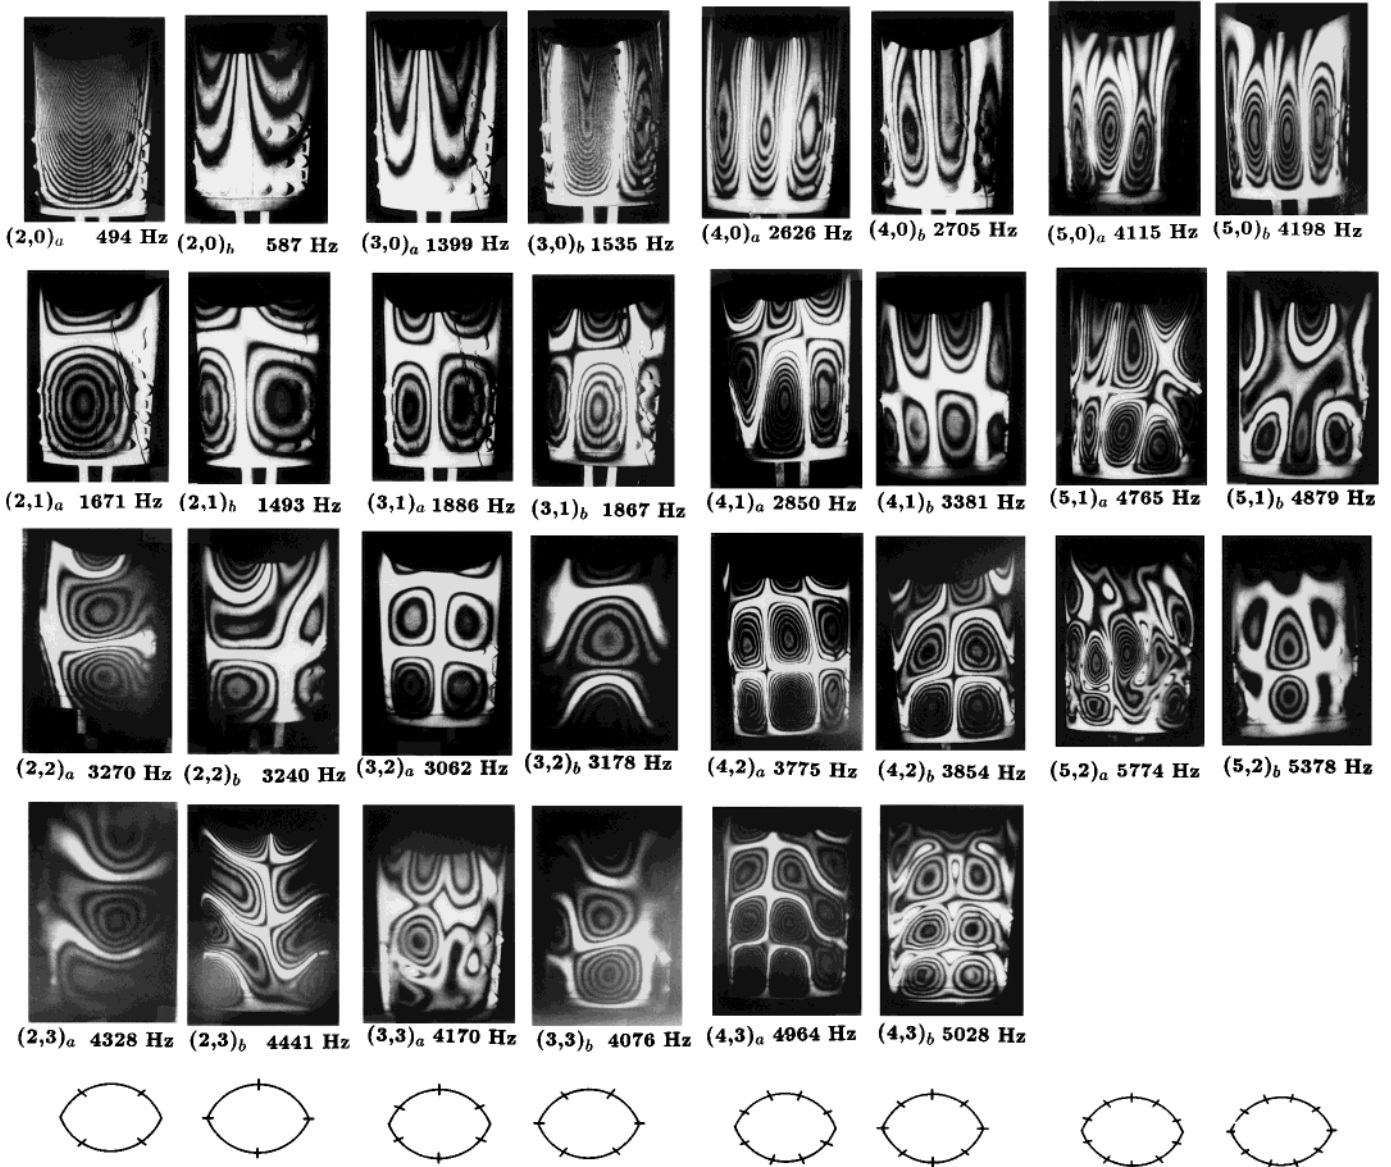 (2,0)a 494 Hz (2,0)b 587 Hz (3,0)a 1399 Hz (3,0)b 1535 Hz (4,0)a 2626 Hz (4,0)b 2705 Hz (5,0)a 4115 Hz (5,0)b 4198 Hz
(2,1)a 1671 Hz (2,1)b 1493 Hz (3,1)a 1886 Hz (3,1)b 1867 Hz (4,1)a 2850 Hz (4,1)b 3381 Hz (5,1)a 4765 Hz (5,1)b 4879 Hz
(2,2)a 3270 Hz (2,2)b 3240 Hz (3,2)a 3062 Hz (3,2)b 3178 Hz (4,2)a 3775 Hz (4,2)b 3854 Hz (5,2)a 5774 Hz (5,2)b 5378 Hz
(2,3)a 4328 Hz (2,3)b 4441 Hz (3,3)a 4170 Hz (3,3)b 4076 Hz (4,3)a 4964 Hz (4,3)b 5028 Hz